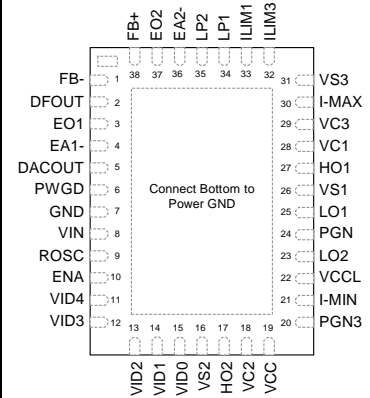 FB+ EO2 EA2- LP2 LP1 ILIM1 ILIM3
38 37 36 35 34 33 32
FB- 1
DFOUT 2
EO1 3
EA1- 4
DACOUT 5
PWGD 6
GND 7
VIN 8
ROSC 9
ENA 10
VID4 11
VID3 12
Connect Bottom to
Power GND
31 VS3
30 I-MAX
29 VC3
28 VC1
27 HO1
26 VS1
25 LO1
24 PGN
23 LO2
22 VCCL
21 I-MIN
20 PGN3
13 14 15 16 17 18 19
VID2 VID1 VID0 VS2 HO2 VC2 VCC